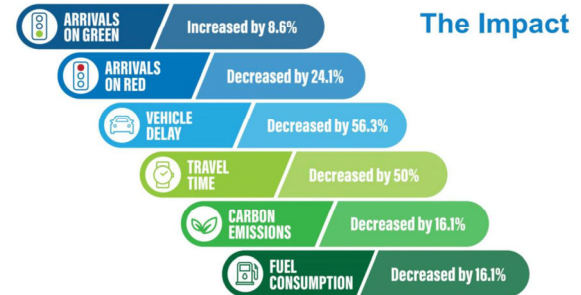 The Impact
ARRIVALS
ON GREEN
Increased by 8.6%
ARRIVALS
ON RED
Decreased by 24.1%
VEHICLE
DELAY
Decreased by 56.3%
TRAVEL
TIME
Decreased by 50%
CARBON
EMISSIONS
Decreased by 16.1%
FUEL
CONSUMPTION
Decreased by 16.1%